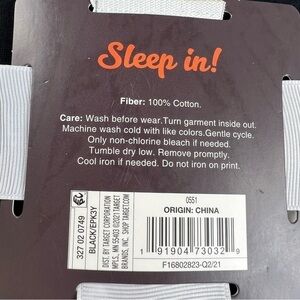 Sleep in!
Fiber: 100% Cotton.
Care: Wash before wear.Turn garment inside out.
Machine wash cold with like colors.Gentle cycle.
Only non-chlorine bleach if needed.
Tumble dry low. Remove promptly.
Cool iron if needed. Do not iron on print.
327 02 0749
BLACK/EPK3Y
DIST. BY TARGET CORPORATION
MPLS, MN 55403 ©2021 TARGET
BRANDS, INC. SHOP TARGET.COM
0551
ORIGIN: CHINA
1 91904 73032 9
F16802823-Q2/21